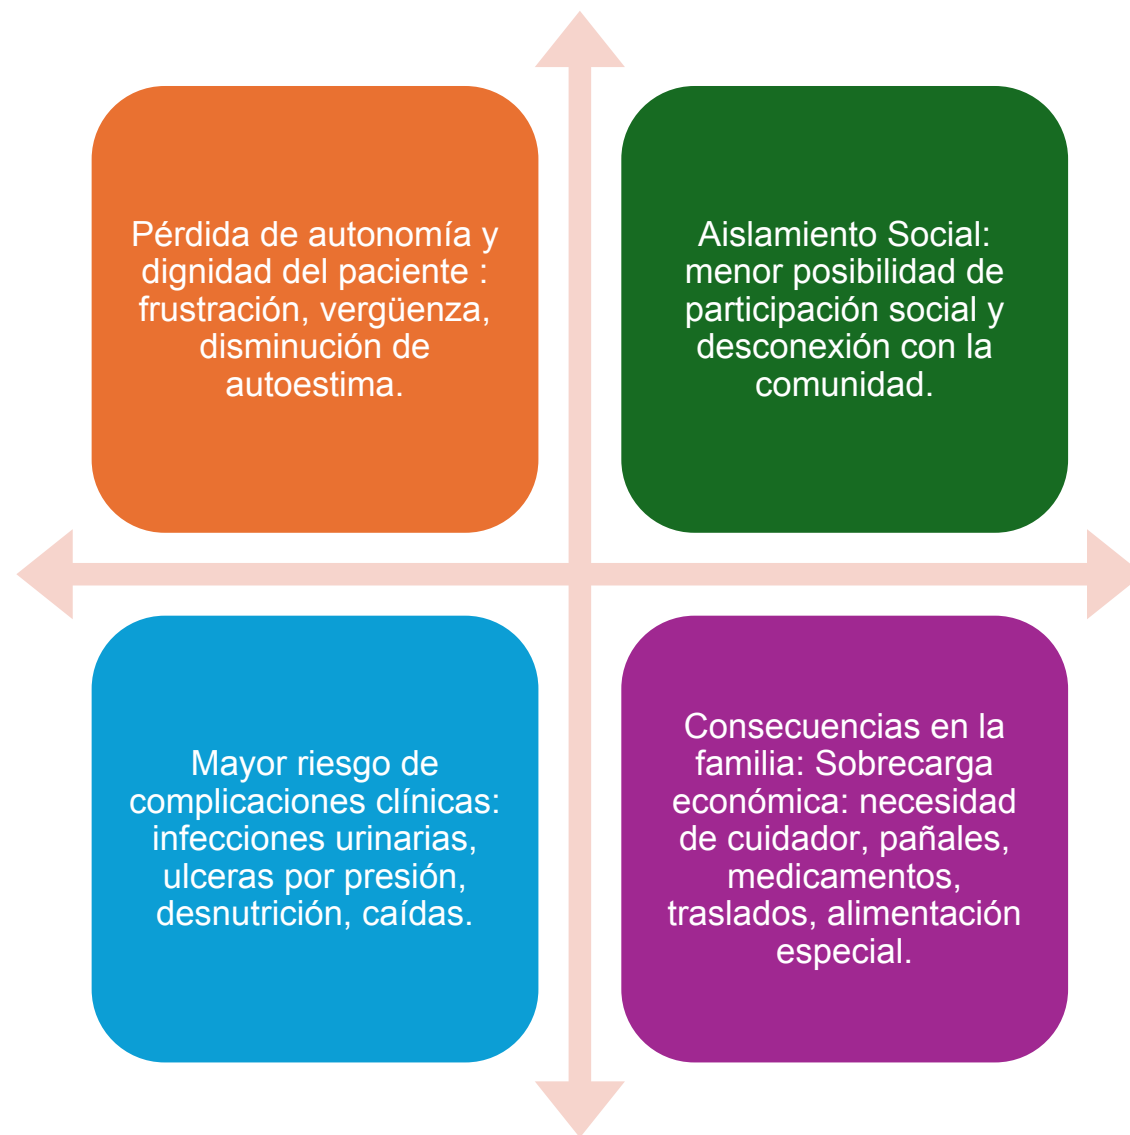 Pérdida de autonomía y
dignidad del paciente :
frustración, vergüenza,
disminución de
autoestima.
Aislamiento Social:
menor posibilidad de
participación social y
desconexión con la
comunidad.
Mayor riesgo de
complicaciones clínicas:
infecciones urinarias,
ulceras por presión,
desnutrición, caídas.
Consecuencias en la
familia: Sobrecarga
económica: necesidad
de cuidador, pañales,
medicamentos,
traslados, alimentación
especial.